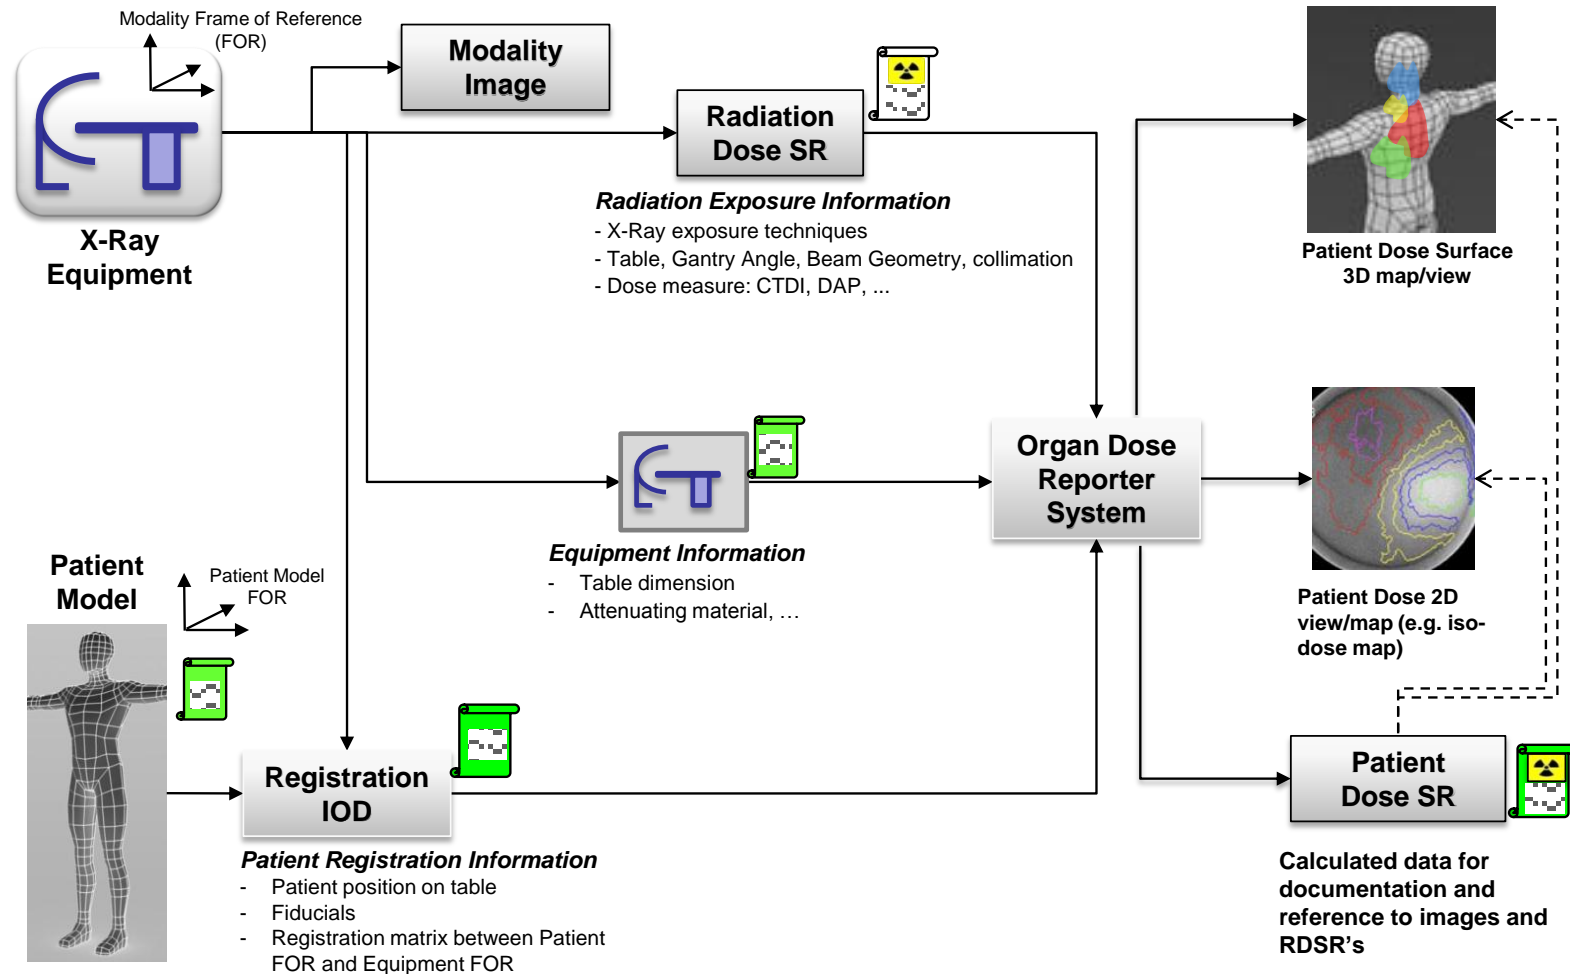 Modality Frame of Reference
(FOR)
Modality
Image
Radiation
Dose SR
X-Ray
Equipment
Radiation Exposure Information
- X-Ray exposure techniques
- Table, Gantry Angle, Beam Geometry, collimation
- Dose measure: CTDI, DAP, ...
Patient Dose Surface
3D map/view
Organ Dose
Reporter
System
Equipment Information
- Table dimension
- Attenuating material, …
Patient Dose 2D
view/map (e.g. iso-
dose map)
Patient
Model
Patient Model
FOR
Registration
IOD
Patient Registration Information
- Patient position on table
- Fiducials
- Registration matrix between Patient
FOR and Equipment FOR
Patient
Dose SR
Calculated data for
documentation and
reference to images and
RDSR's